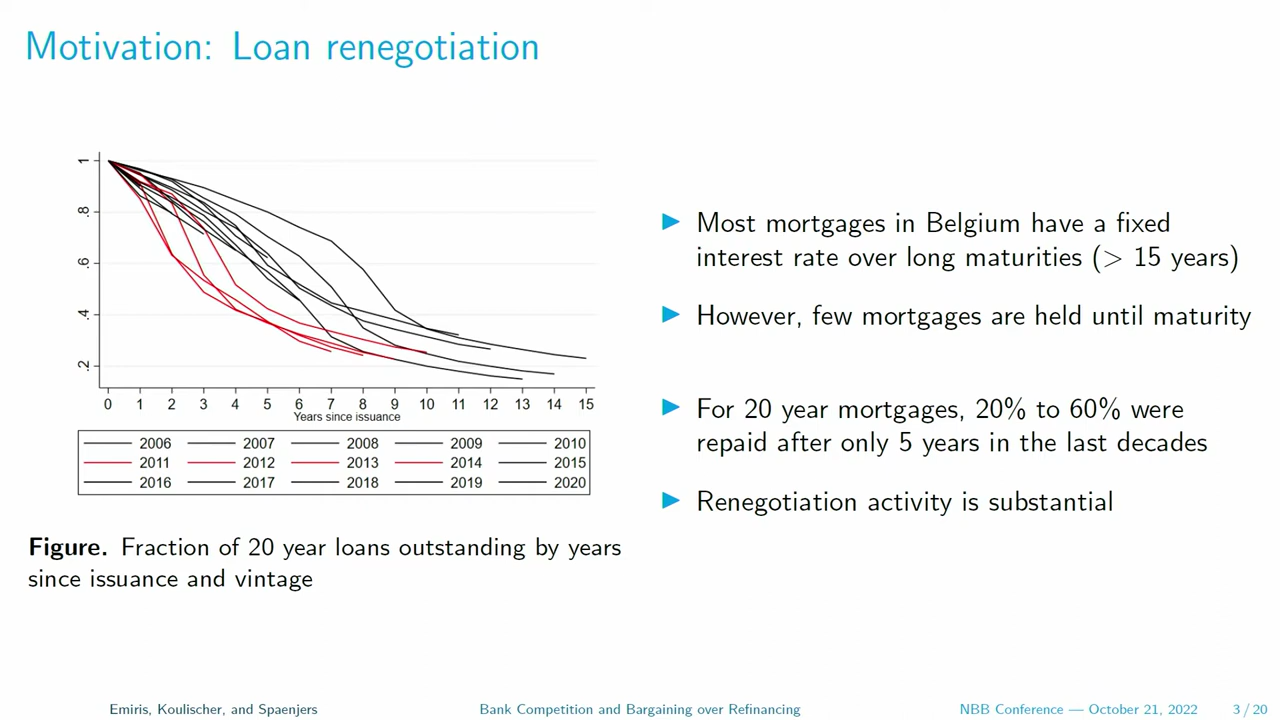 Motivation: Loan renegotiation
1
.8
.6
.4
.2
0 1 2 3 4 5 6 7 8 9 10 11 12 13 14 15
Years since issuance
2006 2007 2008 2009 2010
2011 2012 2013 2014 2015
2016 2017 2018 2019 2020
Figure. Fraction of 20 year loans outstanding by years
since issuance and vintage
▶ Most mortgages in Belgium have a fixed
interest rate over long maturities (> 15 years)
▶ However, few mortgages are held until maturity
▶ For 20 year mortgages, 20% to 60% were
repaid after only 5 years in the last decades
▶ Renegotiation activity is substantial
Emiris, Koulischer, and Spaenjers
Bank Competition and Bargaining over Refinancing
NBB Conference — October 21, 2022
3 / 20